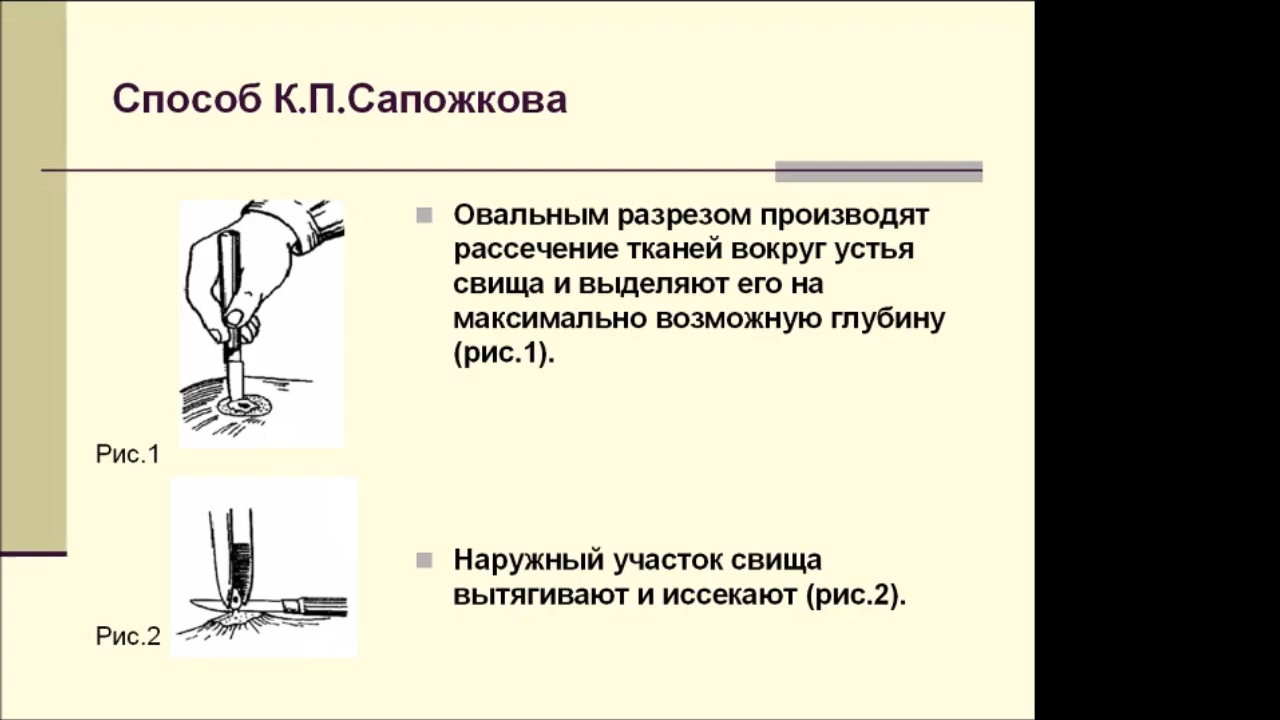 Способ К.П.Сапожкова
Овальным разрезом производят
рассечение тканей вокруг устья
свища и выделяют его на
максимально возможную глубину
(рис.1).
Рис.1
Наружный участок свища
вытягивают и иссекают (рис.2).
Рис.2